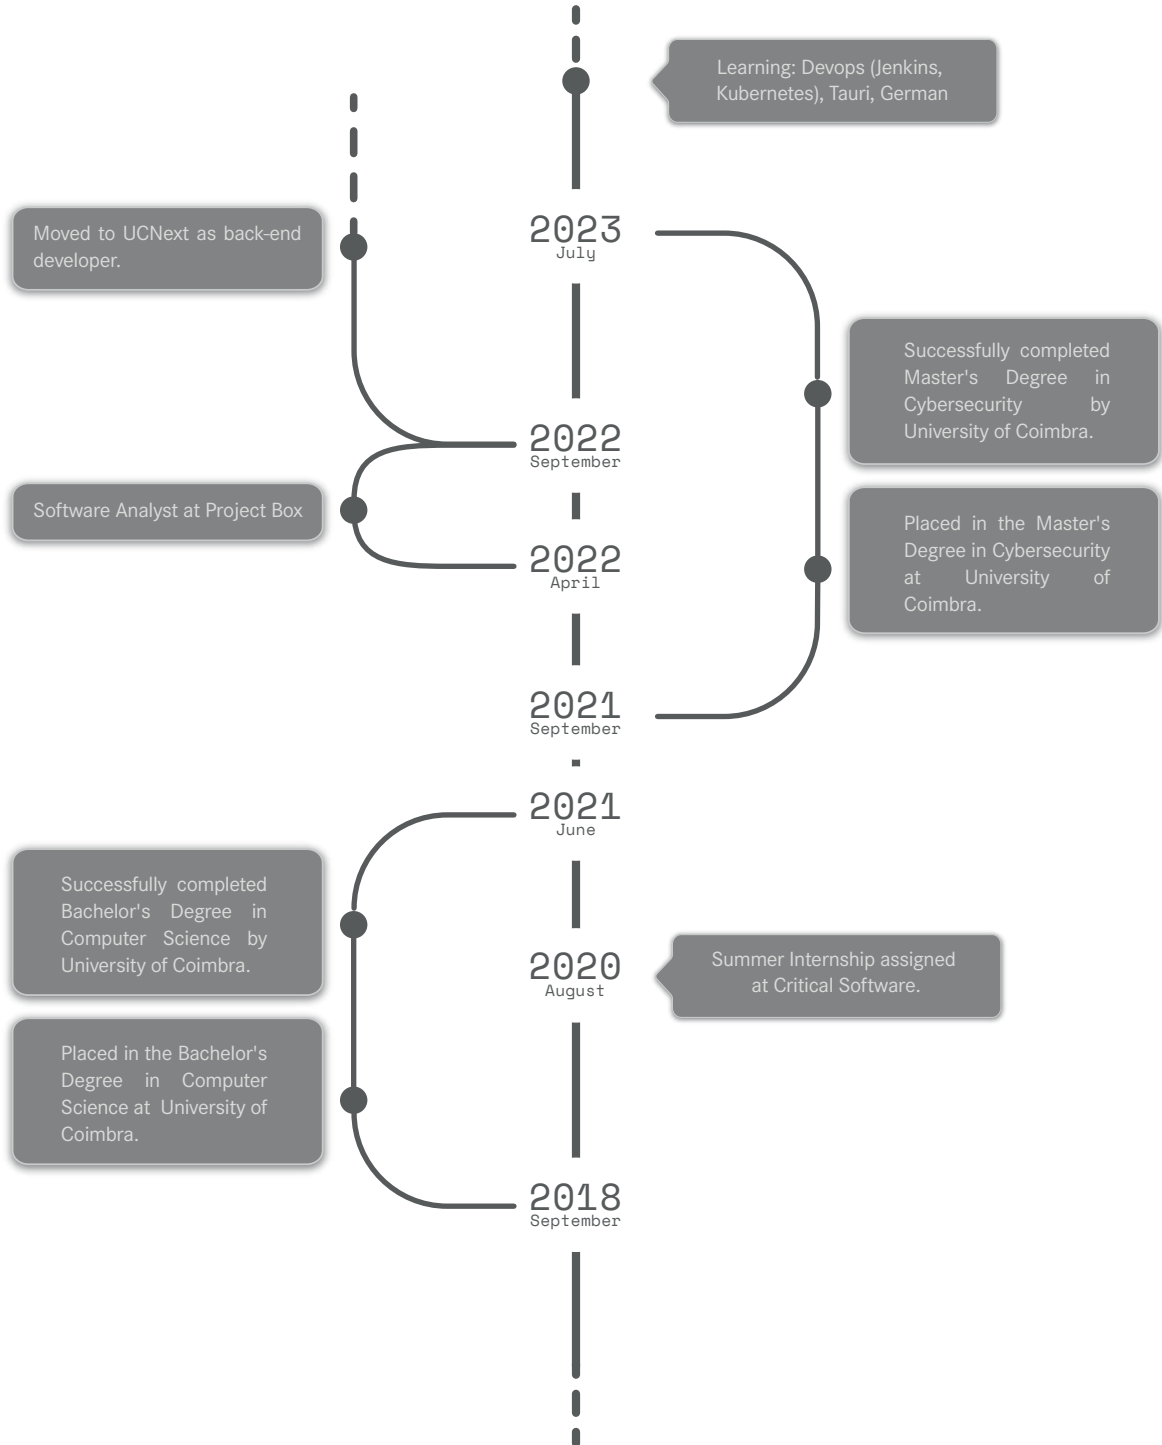 Learning: Devops (Jenkins,
Kubernetes), Tauri, German
Moved to UCNext as back-end
developer.
2023
July
Successfully completed
Master's Degree in
Cybersecurity by
University of Coimbra.
2022
September
Software Analyst at Project Box
Placed in the Master's
Degree in Cybersecurity
at University of
Coimbra.
2022
April
2021
September
2021
June
Successfully completed
Bachelor's Degree in
Computer Science by
University of Coimbra.
2020
August
Summer Internship assigned
at Critical Software.
Placed in the Bachelor's
Degree in Computer
Science at University of
Coimbra.
2018
September